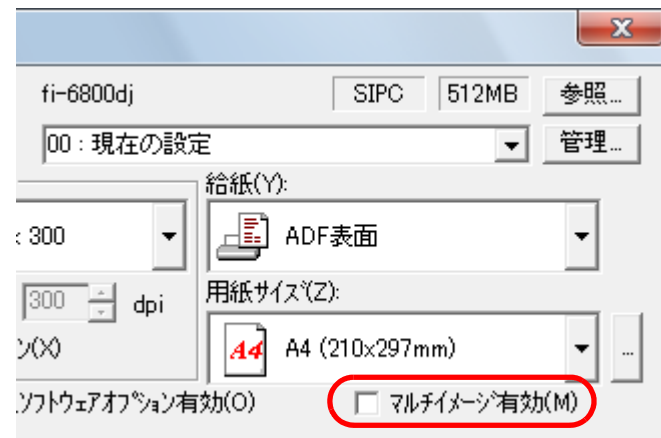 fi-6800dj SIPC 512MB 参照...
00 : 現在の設定 管理...
給紙(Y):
300 ADF表面
300 dpi 用紙サイズ(Z):
ン(X) A4 A4 (210x297mm) ...
ソフトウェアオプション有効(O) マルチイメージ有効(M)